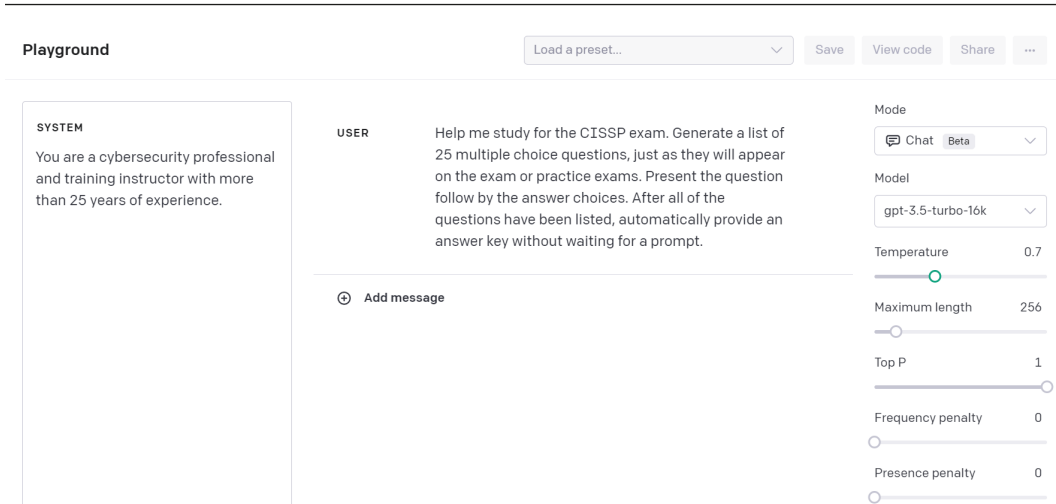 Playground
Load a preset...
Save
View code
Share
...
SYSTEM
You are a cybersecurity professional
and training instructor with more
than 25 years of experience.
USER
Help me study for the CISSP exam. Generate a list of
25 multiple choice questions, just as they will appear
on the exam or practice exams. Present the question
follow by the answer choices. After all of the
questions have been listed, automatically provide an
answer key without waiting for a prompt.
Add message
Mode
Chat Beta
Model
gpt-3.5-turbo-16k
Temperature 0.7
Maximum length 256
Top P 1
Frequency penalty 0
Presence penalty 0